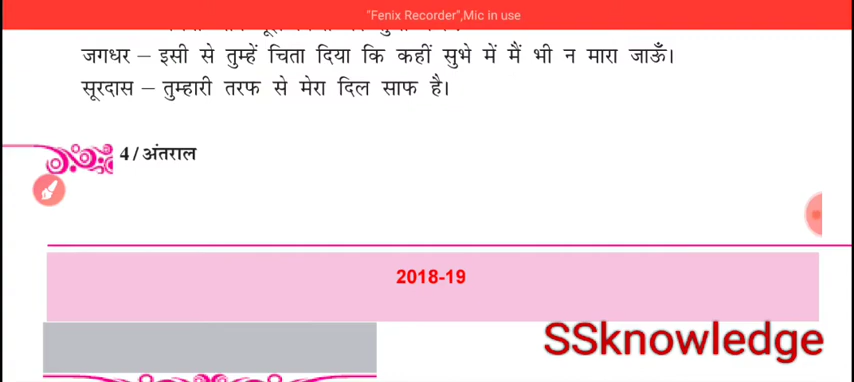 "Fenix Recorder",Mic in use
जगधर – इसी से तुम्हें चिता दिया कि कहीं सुभे में मैं भी न मारा जाऊँ।
सूरदास – तुम्हारी तरफ से मेरा दिल साफ है।
4/अंतराल
2018-19
SSknowledge